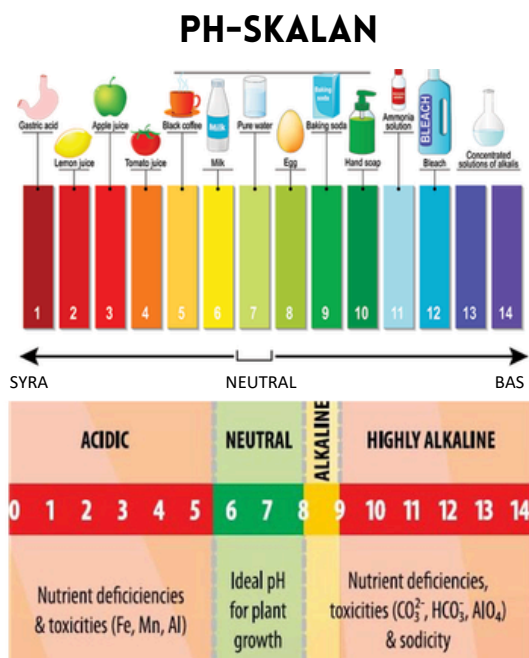 PH-SKALAN
Gastric acid
Apple juice
Black coffee
Pure water
Baking soda
Ammonia solution
Lemon juice
Tomato juice
Milk
Egg
Hand soap
Bleach
Concentrated
solutions of alkalis
Milk
Baking
soda
BLEACH
1 2 3 4 5 6 7 8 9 10 11 12 13 14
SYRA NEUTRAL BAS
ACIDIC NEUTRAL ALKALINE HIGHLY ALKALINE
0 1 2 3 4 5 6 7 8 9 10 11 12 13 14
Nutrient deficiciencies
& toxicities (Fe, Mn, Al)
Ideal pH
for plant
growth
Nutrient deficiencies,
toxicities (CO₃²⁻, HCO₃, AlO₄)
& sodicity